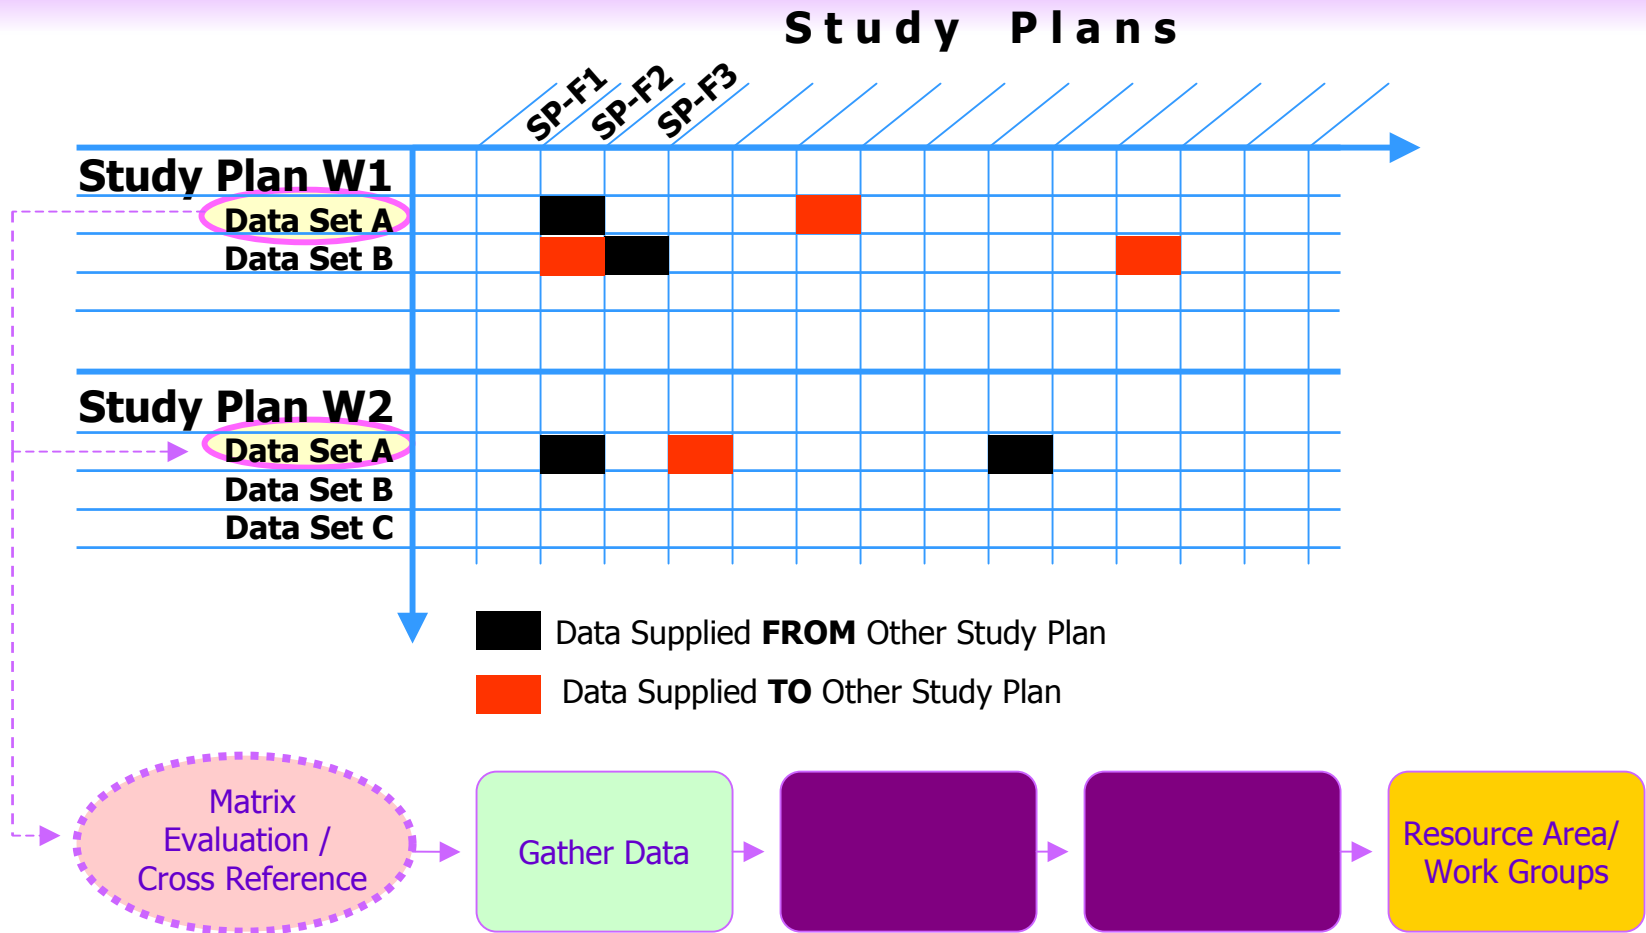 Study Plans
SP-F1
SP-F2
SP-F3
Study Plan W1
Data Set A
Data Set B
Study Plan W2
Data Set A
Data Set B
Data Set C
Data Supplied FROM Other Study Plan
Data Supplied TO Other Study Plan
Matrix
Evaluation /
Cross Reference
Gather Data
Resource Area/
Work Groups